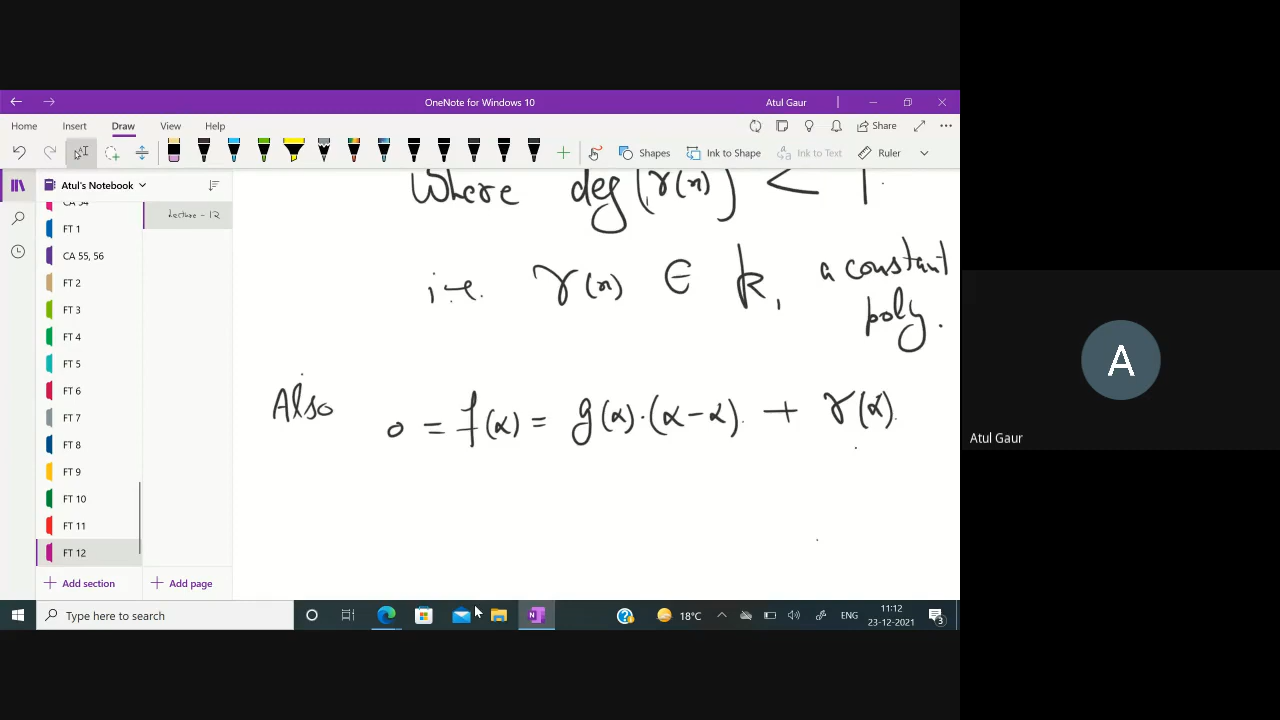 OneNote for Windows 10
Atul Gaur
Home Insert Draw View Help
Share
Shapes Ink to Shape Ink to Text Ruler
Atul's Notebook
CA 54
FT 1
CA 55, 56
FT 2
FT 3
FT 4
FT 5
FT 6
FT 7
FT 8
FT 9
FT 10
FT 11
FT 12
Add section
Lecture - 12
Add page
Where deg(r(x)) < 1.
i.e. r(x) ∈ k, a constant
poly.
Also 0 = f(α) = g(α)·(α-α) + r(α).
A
Atul Gaur
Type here to search
18°C
ENG
11:12
23-12-2021
3